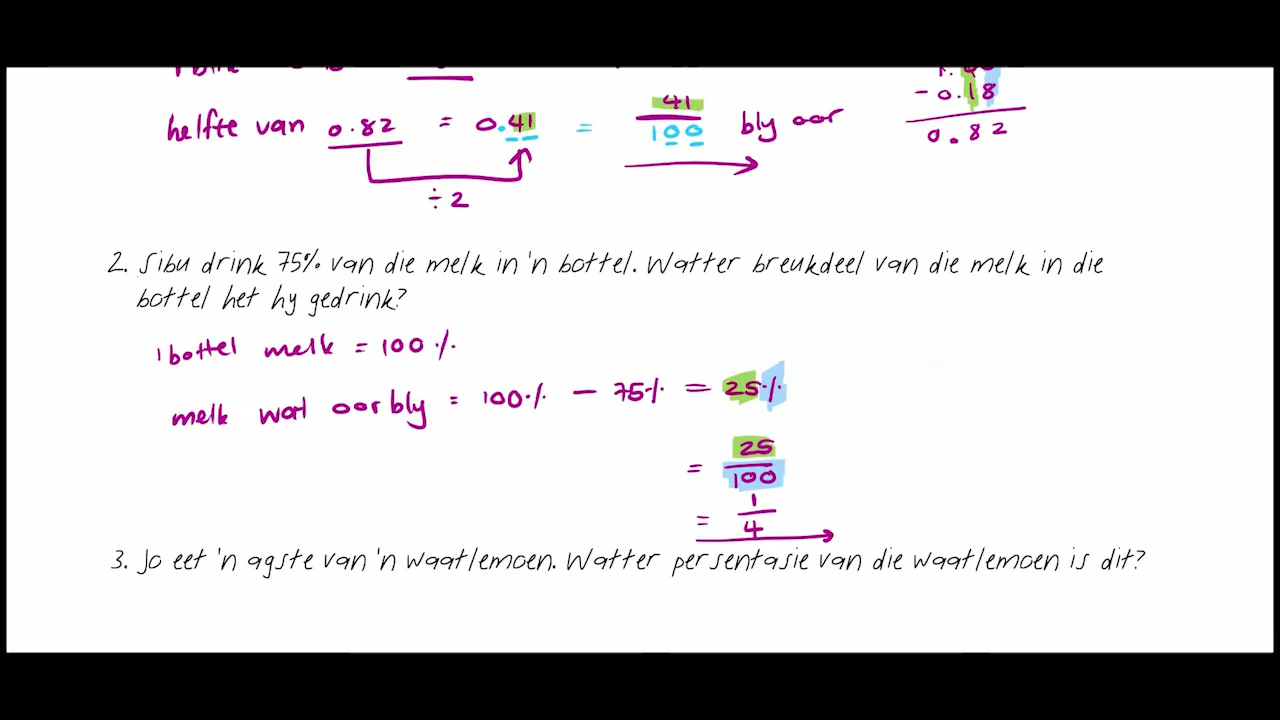 - 0.18
helfte van 0.82 = 0.41 = 41/100 bly oor
0.82
÷ 2
2. Sibu drink 75% van die melk in 'n bottel. Watter breukdeel van die melk in die
bottel het hy gedrink?
1 bottel melk = 100%
melk wat oorbly = 100% - 75% = 25%
= 25/100
= 1/4
3. Jo eet 'n agste van 'n waatlemoen. Watter persentasie van die waatlemoen is dit?